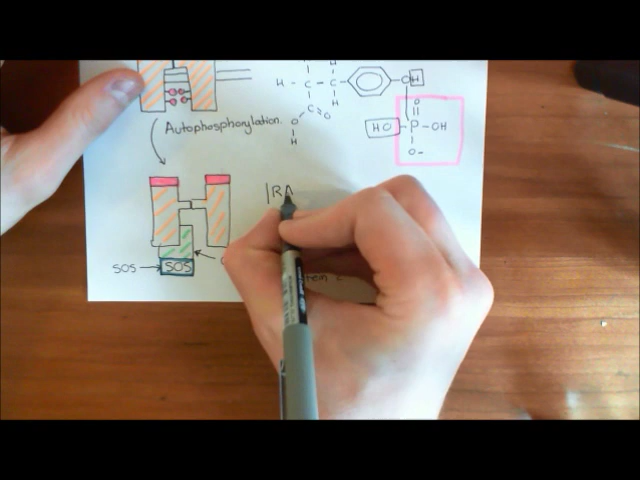 H - C - C - OH
H
C
O
O
H
Autophosphorylation.
O
HO - P - OH
O-
IRA
SOS → SOS